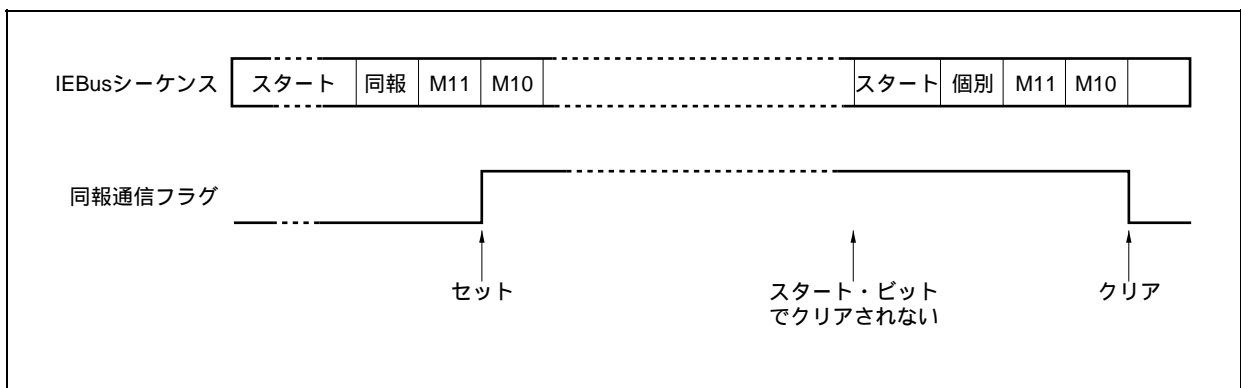 IEBusシーケンス スタート 同報 M11 M10 スタート 個別 M11 M10
同報通信フラグ
セット
スタート・ビット
でクリアされない
クリア